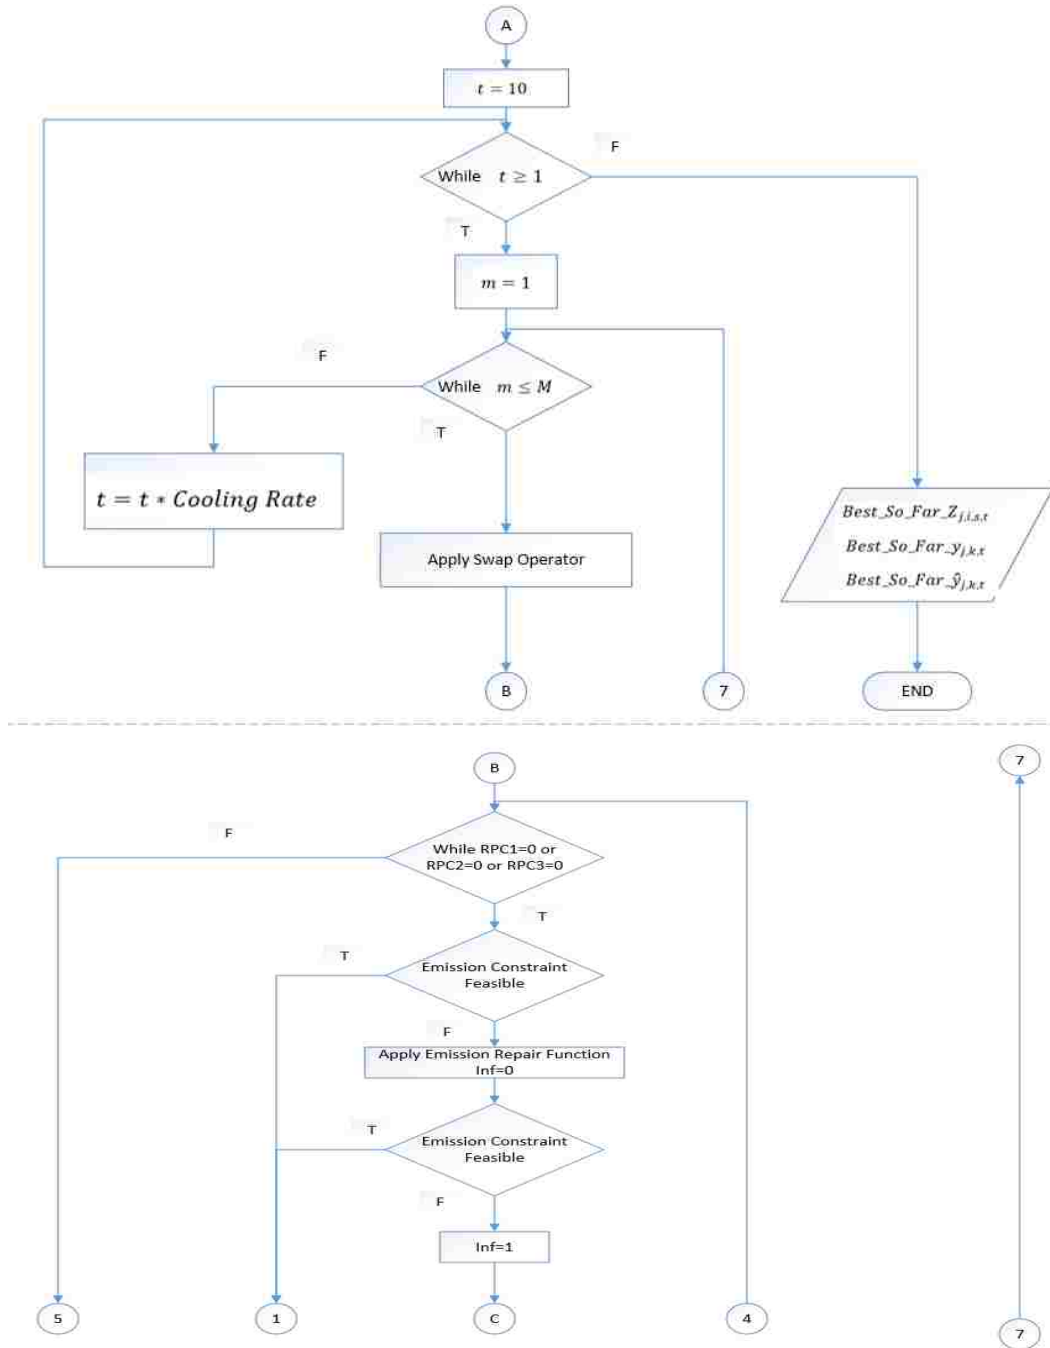 A
t = 10
While t ≥ 1
F
T
m = 1
F
While m ≤ M
T
t = t * Cooling Rate
Apply Swap Operator
Best_So_Far_Z_{j,i,s,t}
Best_So_Far_y_{j,k,t}
Best_So_Far_ŷ_{j,k,t}
B
7
END
B
7
F
While RPC1=0 or
RPC2=0 or RPC3=0
T
T
Emission Constraint
Feasible
F
Apply Emission Repair Function
Inf=0
T
Emission Constraint
Feasible
F
Inf=1
5
1
C
4
7